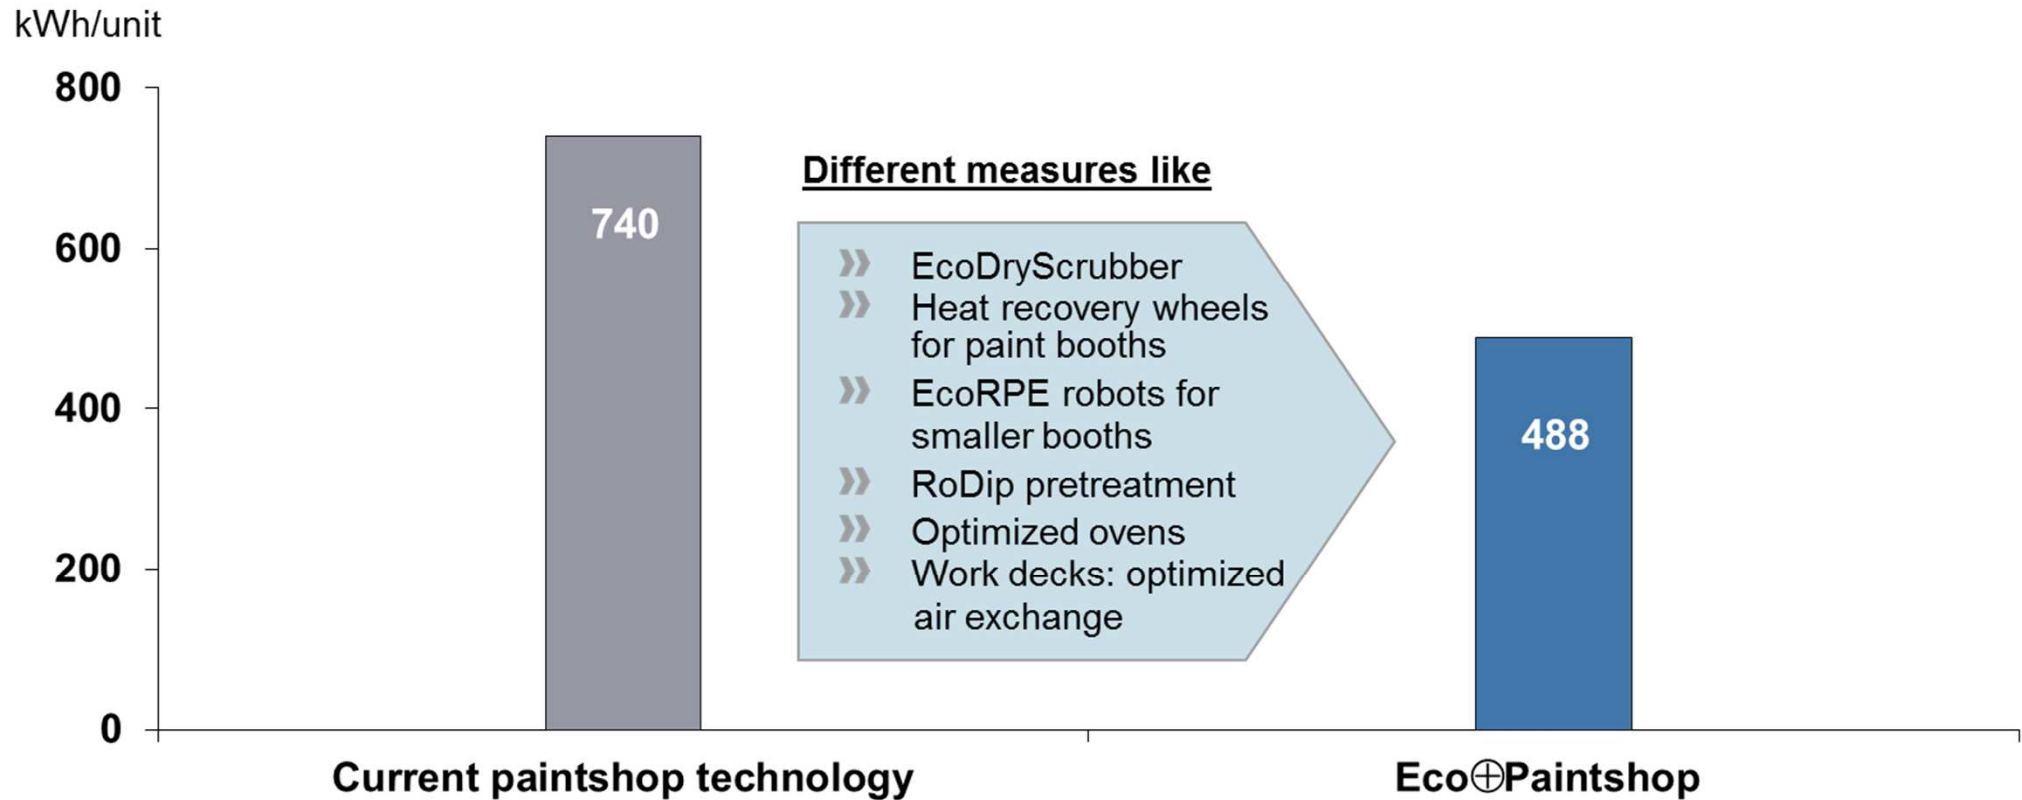 kWh/unit
800
600
400
200
0
740
Different measures like
EcoDryScrubber
Heat recovery wheels
for paint booths
EcoRPE robots for
smaller booths
RoDip pretreatment
Optimized ovens
Work decks: optimized
air exchange
488
Current paintshop technology
Eco⊕Paintshop